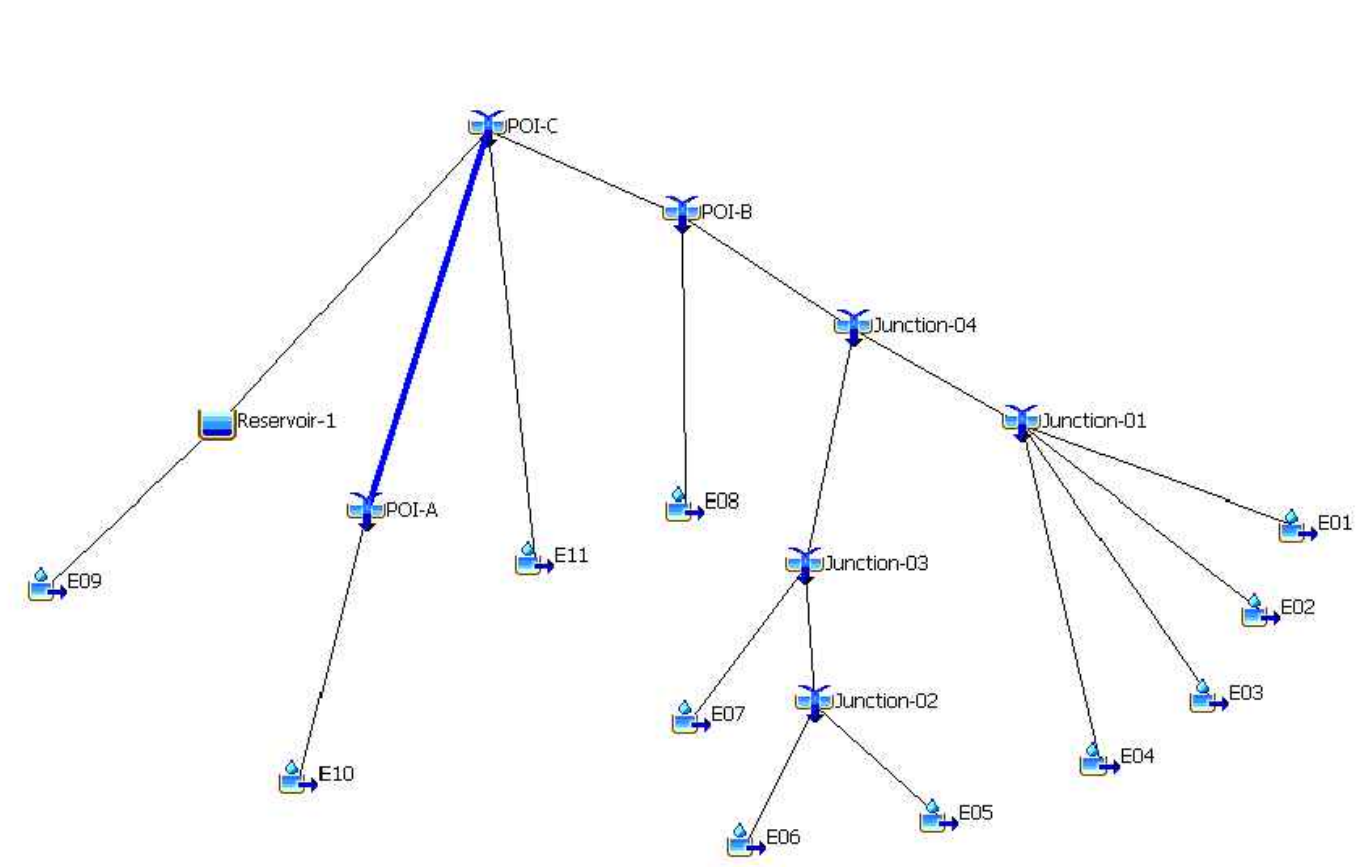 POI-C
POI-B
Junction-04
Reservoir-1
Junction-01
POI-A
E08
E01
E11
Junction-03
E09
E02
E03
Junction-02
E07
E04
E10
E05
E06